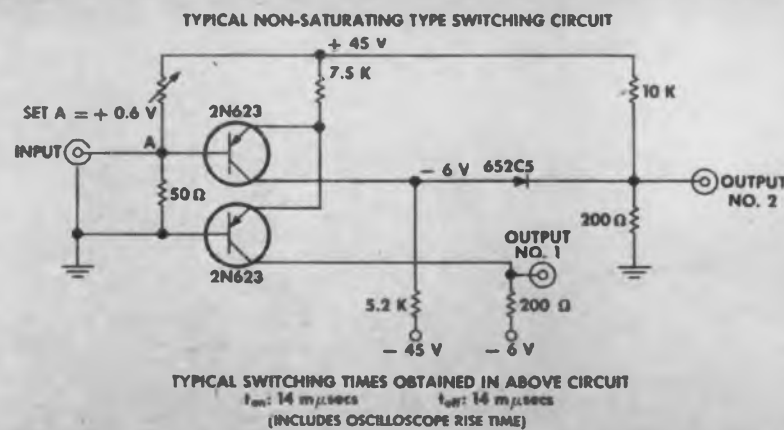 TYPICAL NON-SATURATING TYPE SWITCHING CIRCUIT
+ 45 V
7.5 K
10 K
SET A = + 0.6 V
2N623
A
INPUT
- 6 V
652C5
OUTPUT
NO. 2
50 Ω
200 Ω
OUTPUT
NO. 1
2N623
5.2 K
200 Ω
- 45 V
- 6 V
TYPICAL SWITCHING TIMES OBTAINED IN ABOVE CIRCUIT
ton: 14 mμsecs toff: 14 mμsecs
(INCLUDES OSCILLOSCOPE RISE TIME)